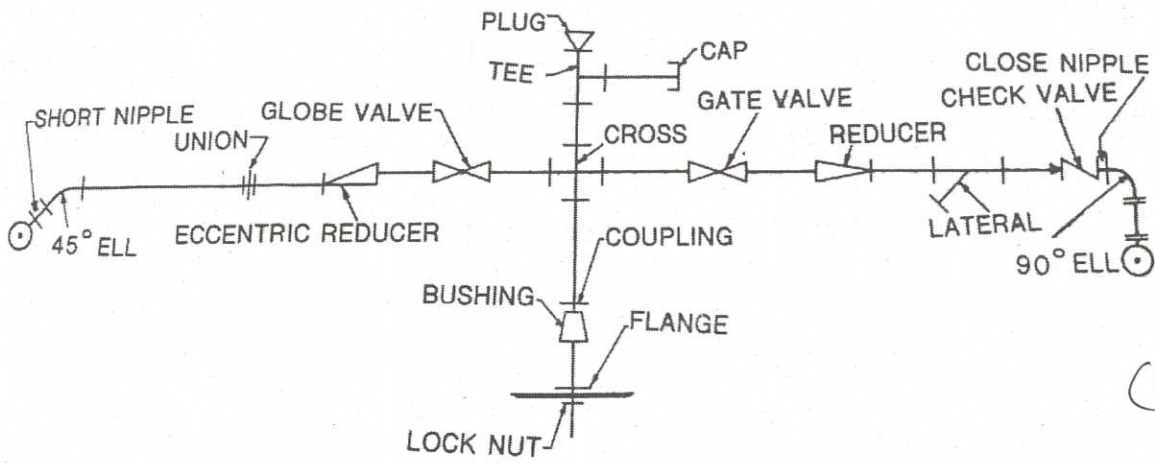 PLUG
CAP
TEE
CLOSE NIPPLE
CHECK VALVE
GATE VALVE
REDUCER
SHORT NIPPLE
GLOBE VALVE
UNION
CROSS
45° ELL
ECCENTRIC REDUCER
COUPLING
LATERAL
90° ELL
BUSHING
FLANGE
LOCK NUT